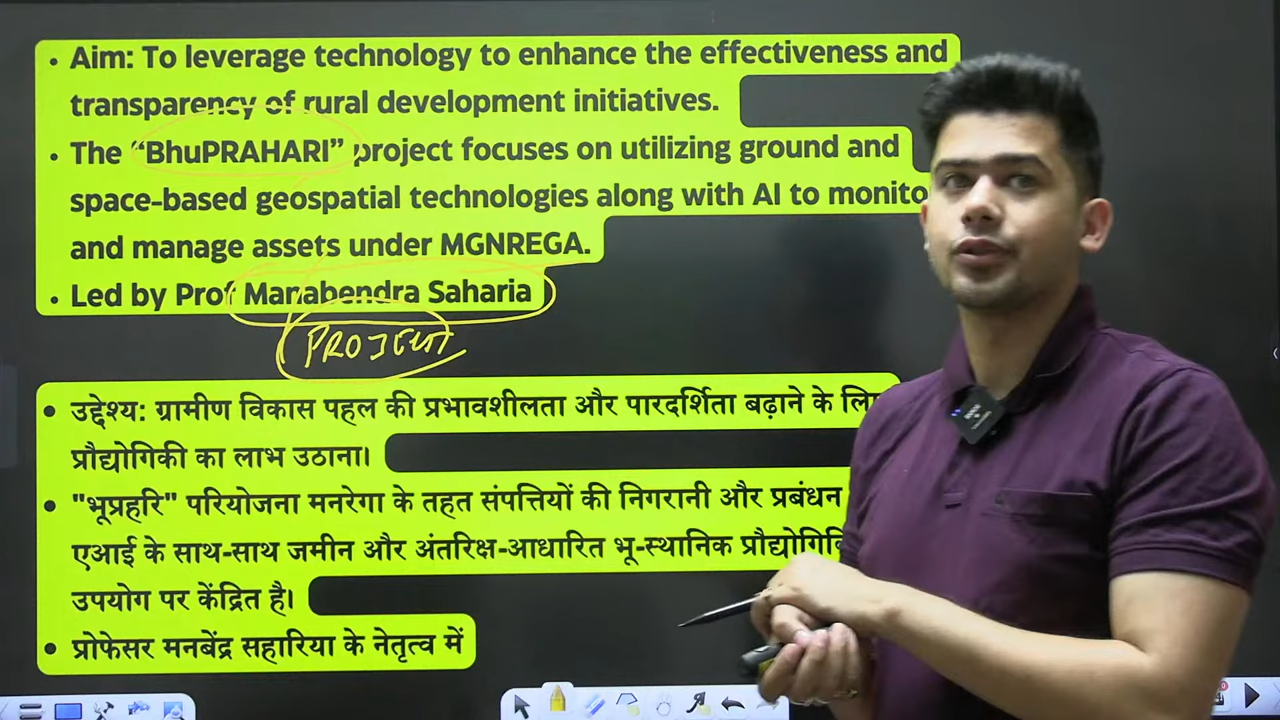 • Aim: To leverage technology to enhance the effectiveness and
transparency of rural development initiatives.
• The “BhuPRAHARI” project focuses on utilizing ground and
space-based geospatial technologies along with AI to monito
and manage assets under MGNREGA.
• Led by Prof Manabendra Saharia
PROJECT
• उद्देश्य: ग्रामीण विकास पहल की प्रभावशीलता और पारदर्शिता बढ़ाने के लिए
प्रौद्योगिकी का लाभ उठाना।
• "भूप्रहरि" परियोजना मनरेगा के तहत संपत्तियों की निगरानी और प्रबंधन
एआई के साथ-साथ जमीन और अंतरिक्ष-आधारित भू-स्थानिक
उपयोग पर केंद्रित है।
• प्रोफेसर मनबेंद्र सहारिया के नेतृत्व में